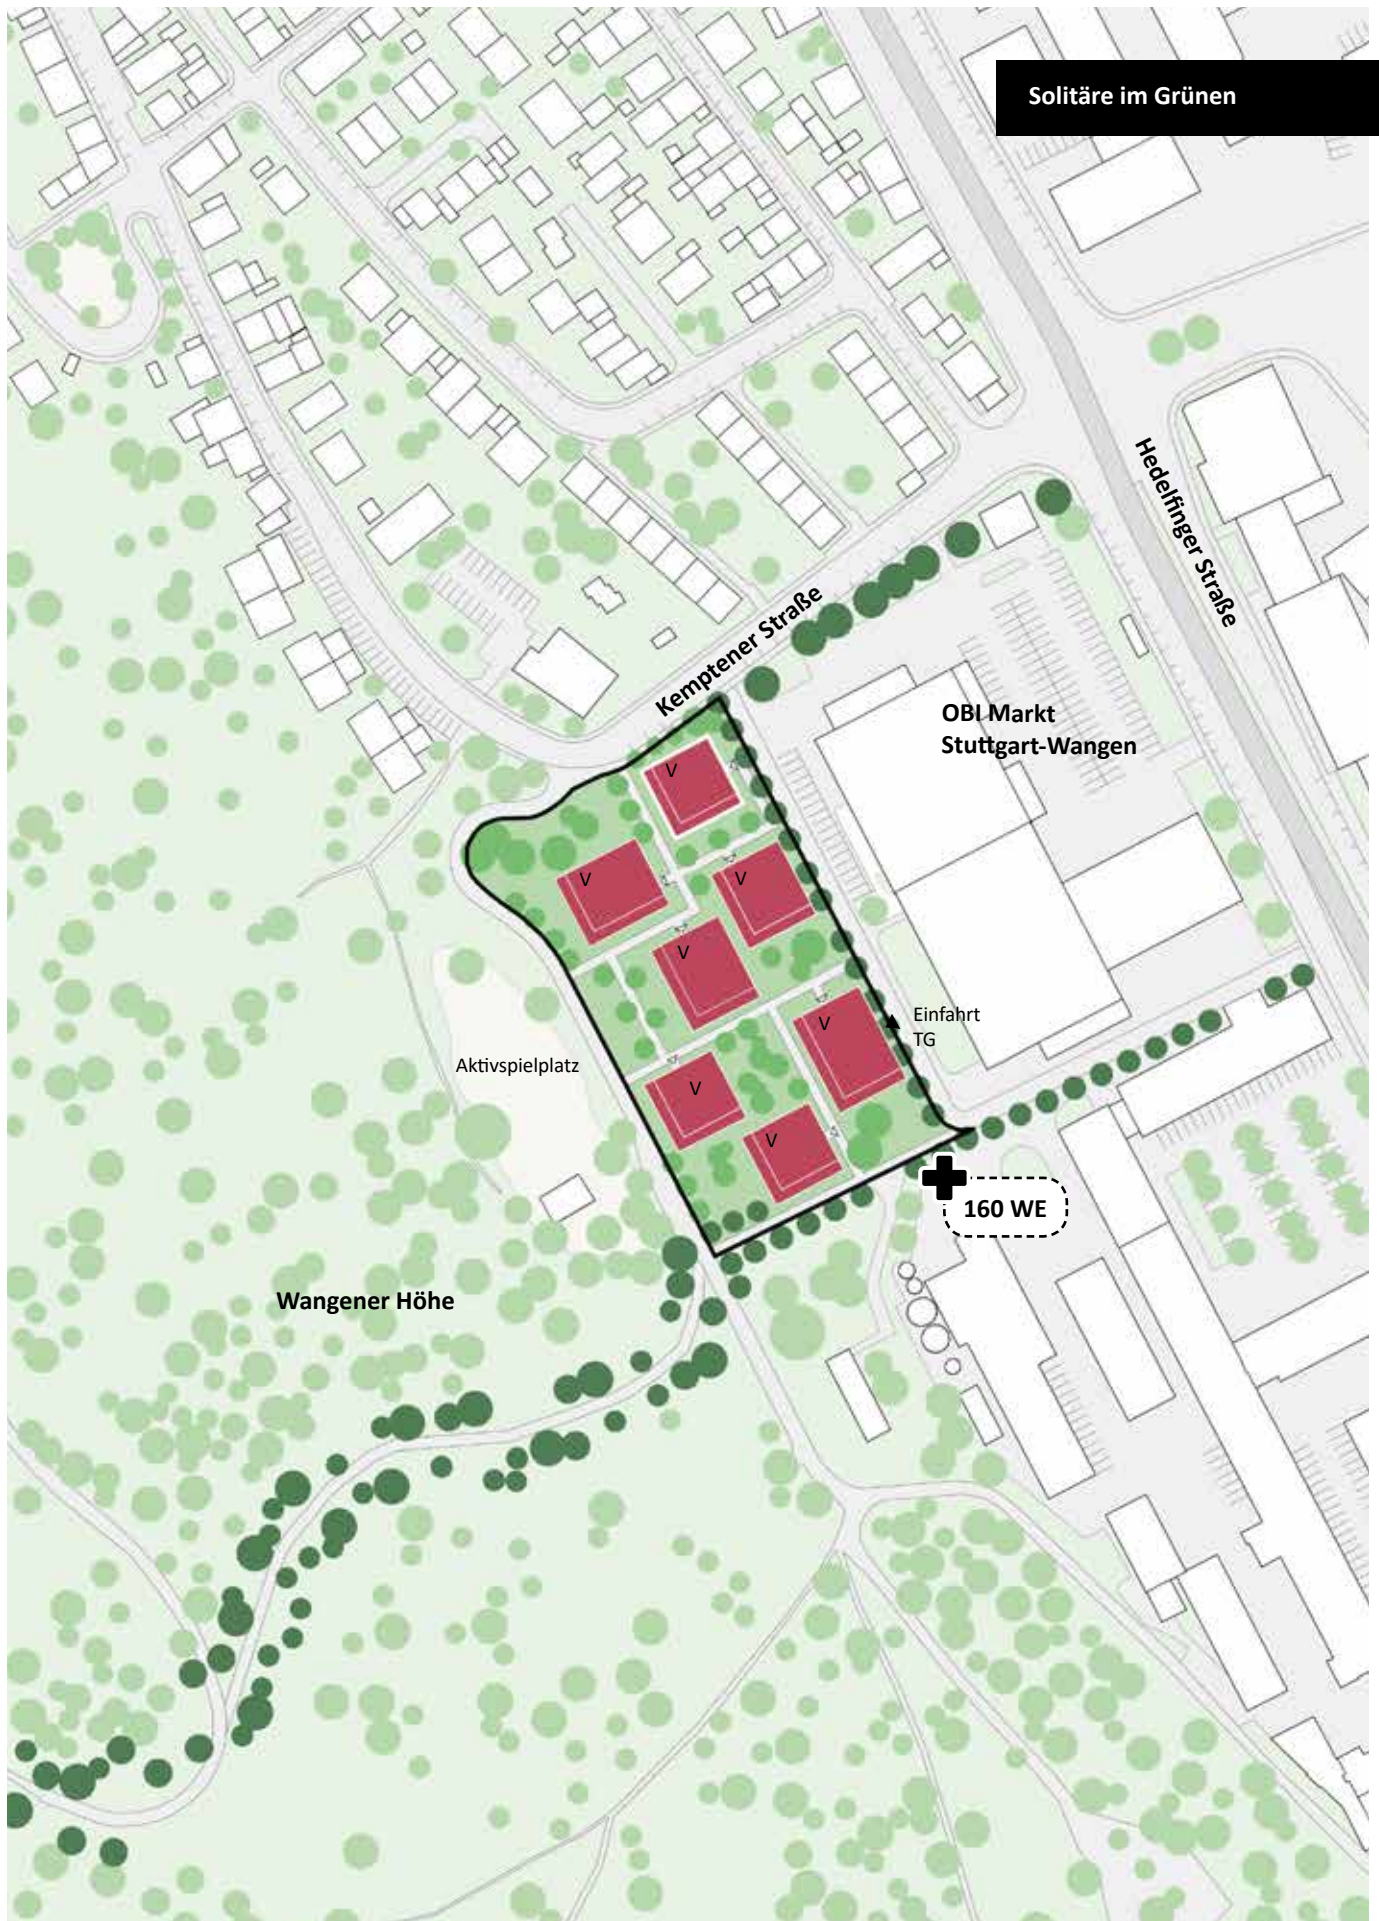 Solitäre im Grünen
Hedelfinger Straße
Kemptener Straße
OBI Markt
Stuttgart-Wangen
V
V
V
V
V
V
V
Einfahrt
TG
Aktivspielplatz
160 WE
Wangener Höhe